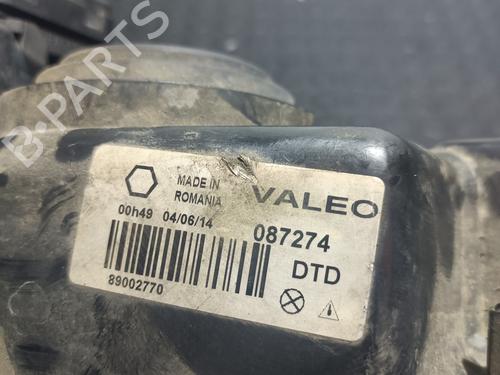 B-PARTS
MADE IN
ROMANIA
VALEO
00h49 04/06/14
087274
DTD
89002770